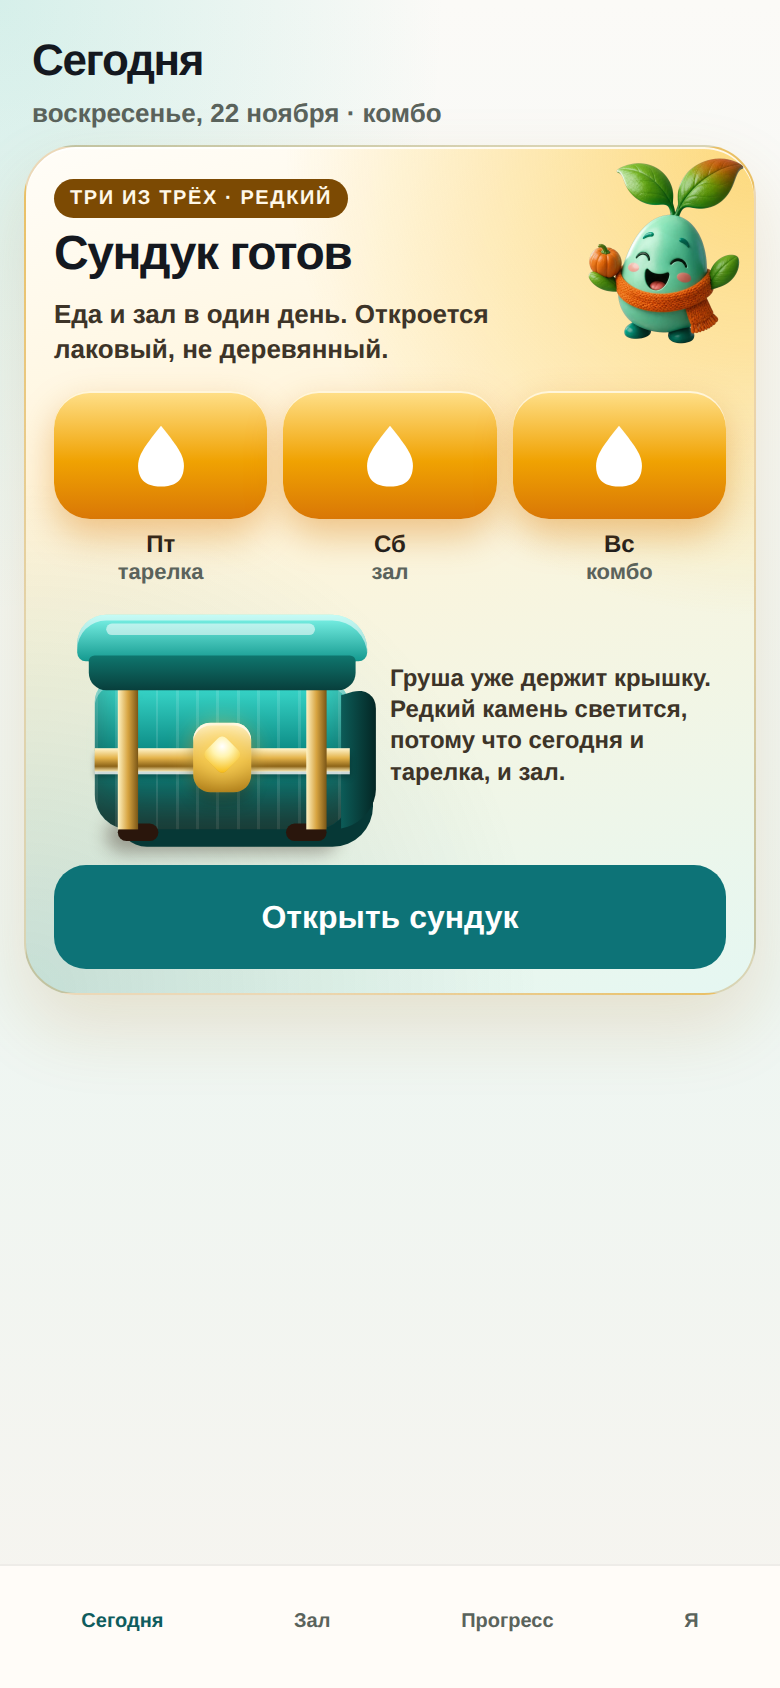 Сегодня
воскресенье, 22 ноября · комбо
ТРИ ИЗ ТРЁХ · РЕДКИЙ
Сундук готов
Еда и зал в один день. Откроется
лаковый, не деревянный.
Пт
тарелка
Сб
зал
Вс
комбо
Груша уже держит крышку.
Редкий камень светится,
потому что сегодня и
тарелка, и зал.
Открыть сундук
Сегодня
Зал
Прогресс
Я